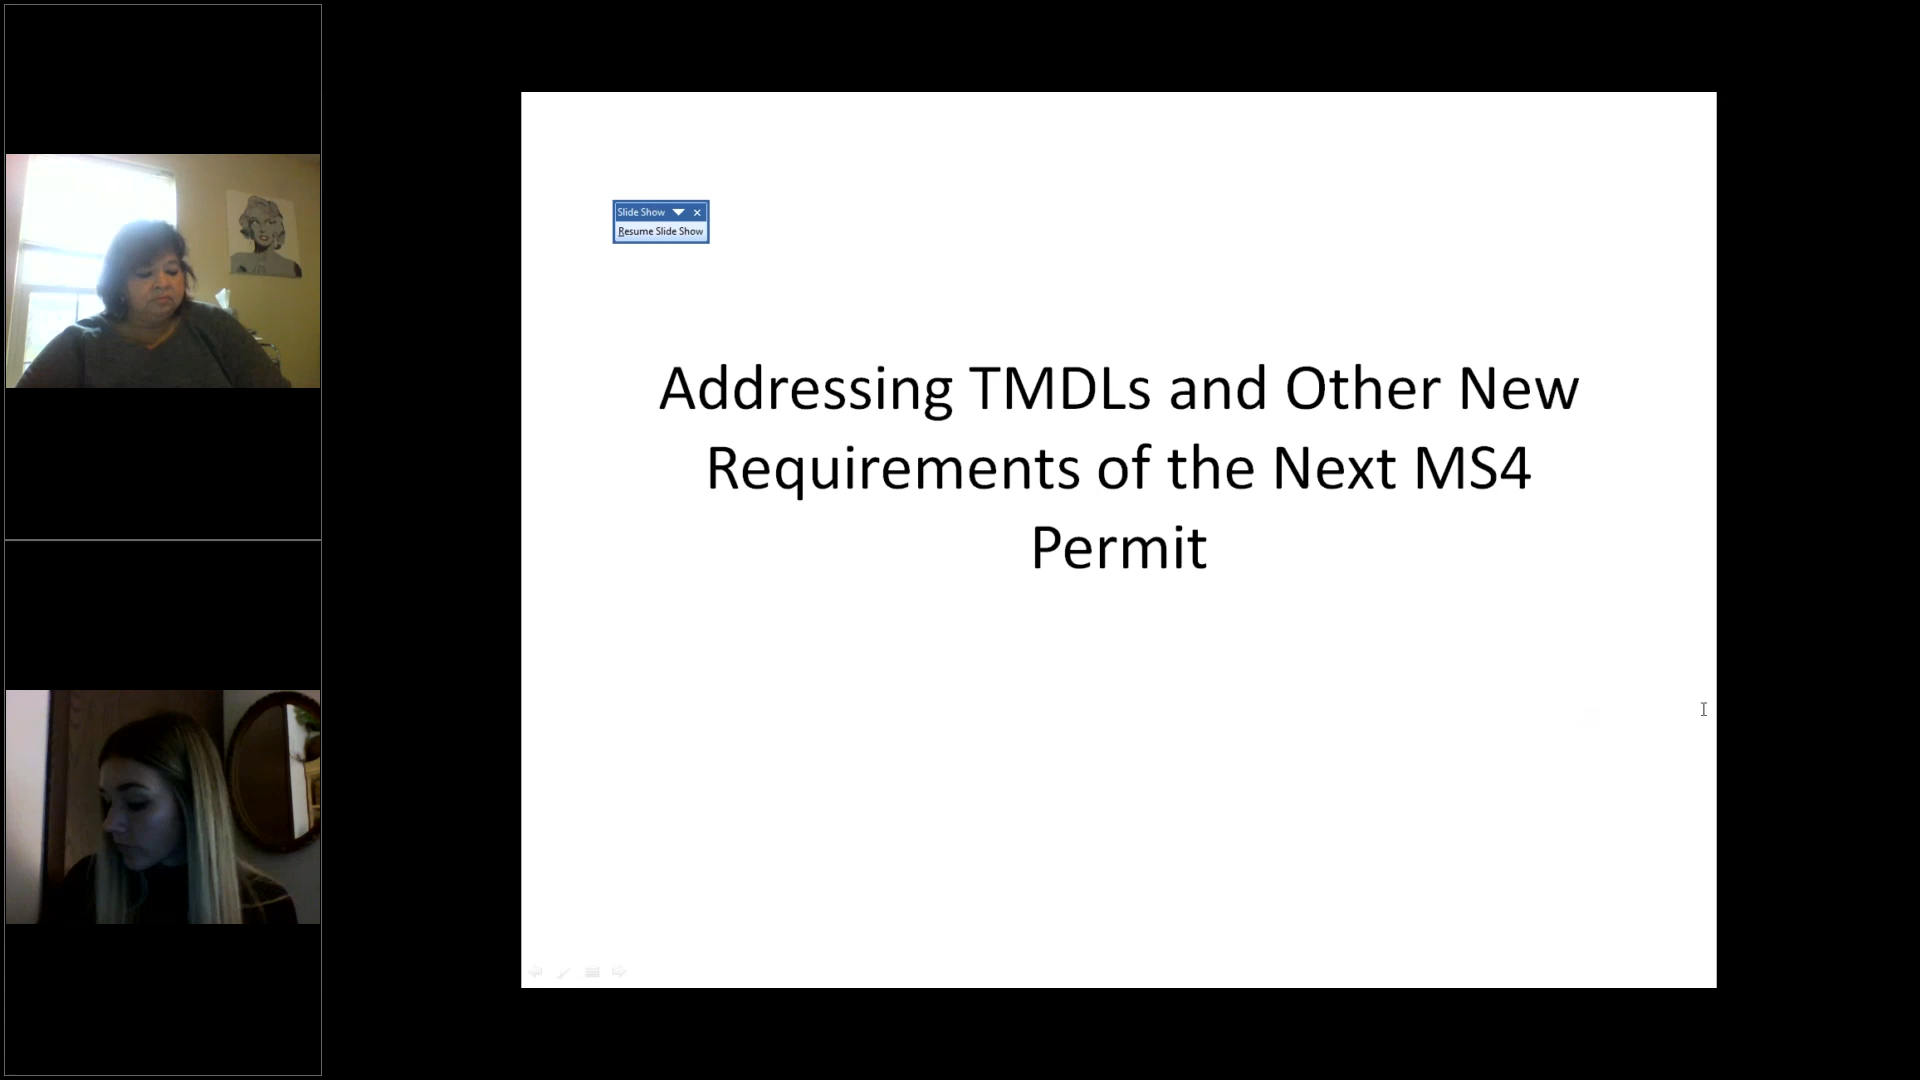 Slide Show
Resume Slide Show
Addressing TMDLs and Other New
Requirements of the Next MS4
Permit